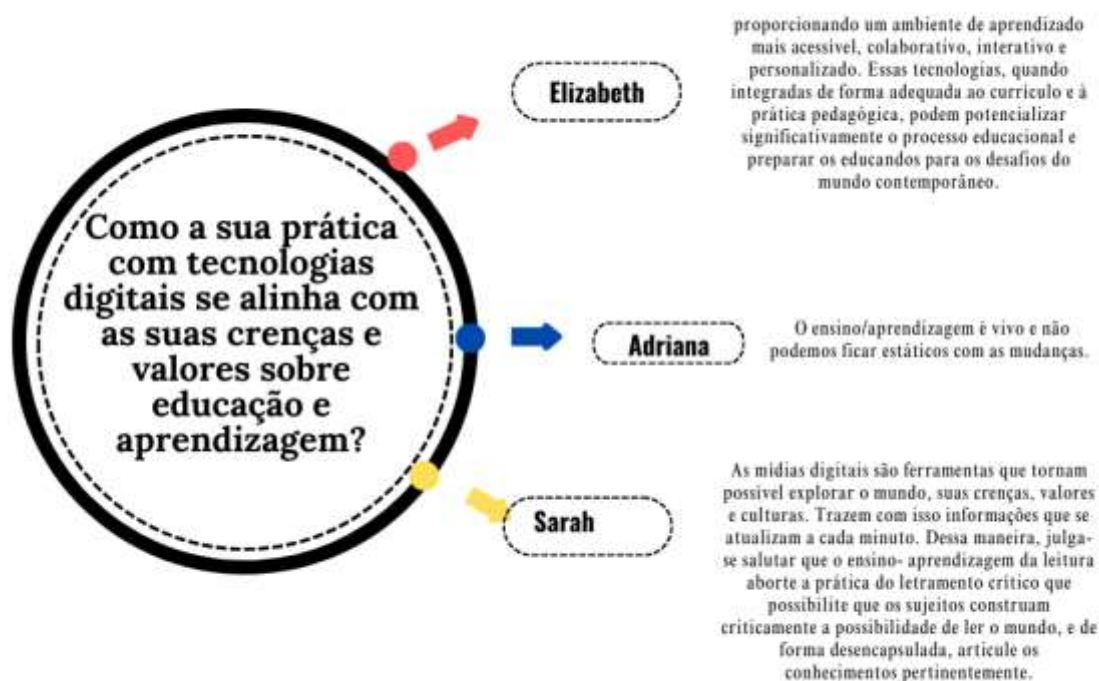 Como a sua prática
com tecnologias
digitais se alinha com
as suas crenças e
valores sobre
educação e
aprendizagem?
Elizabeth
proporcionando um ambiente de aprendizado
mais acessível, colaborativo, interativo e
personalizado. Essas tecnologias, quando
integradas de forma adequada ao currículo e à
prática pedagógica, podem potencializar
significativamente o processo educacional e
preparar os educandos para os desafios do
mundo contemporâneo.
Adriana
O ensino/aprendizagem é vivo e não
podemos ficar estáticos com as mudanças.
Sarah
As mídias digitais são ferramentas que tornam
possível explorar o mundo, suas crenças, valores
e culturas. Trazem com isso informações que se
atualizam a cada minuto. Dessa maneira, julga-
se salutar que o ensino- aprendizagem da leitura
aborte a prática do letramento crítico que
possibilite que os sujeitos construam
criticamente a possibilidade de ler o mundo, e de
forma desencapsulada, articule os
conhecimentos pertinentemente.